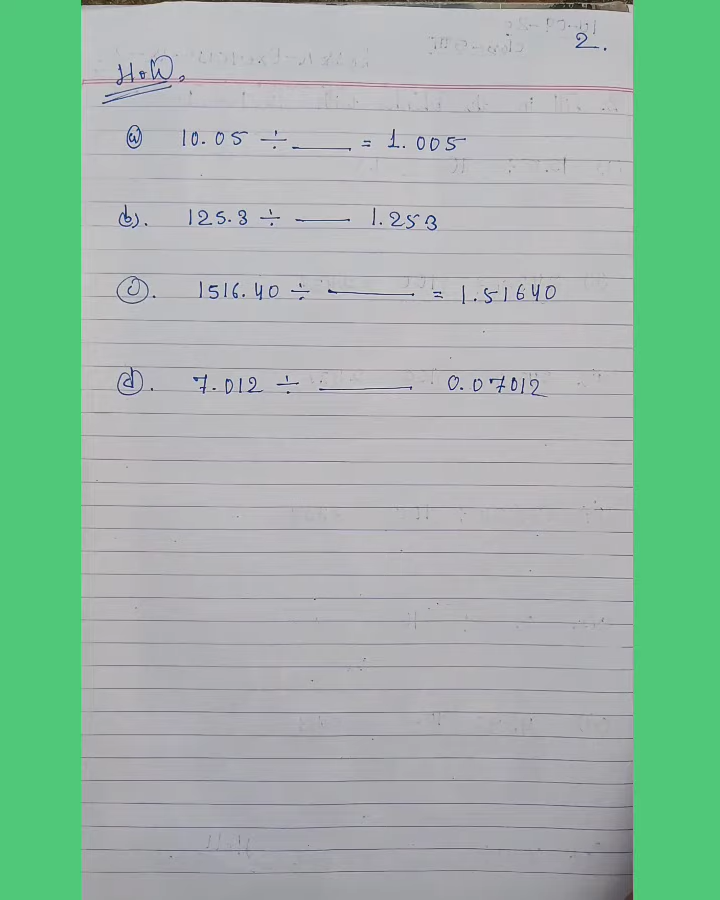 2.
H.W.
(a) 10.05 ÷ ____ = 1.005
(b). 125.3 ÷ ____ 1.253
(c). 1516.40 ÷ ____ = 1.51640
(d). 7.012 ÷ ____ 0.07012